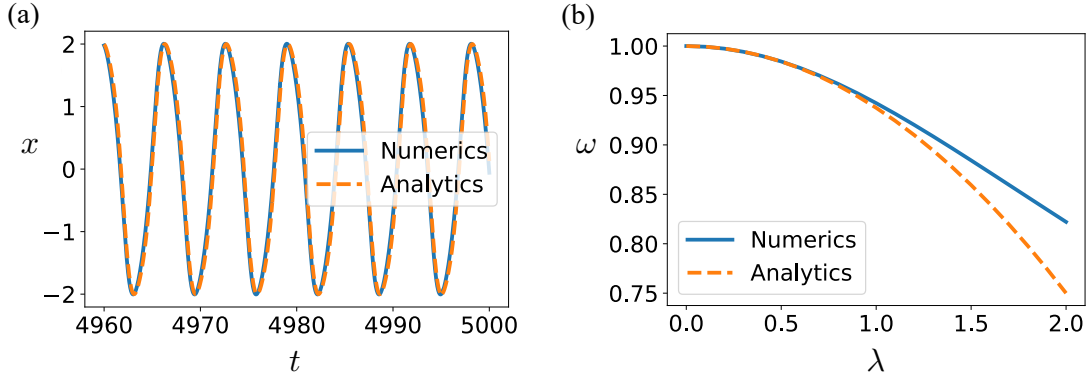 (a)
x
2
1
0
−1
−2
Numerics
Analytics
4960 4970 4980 4990 5000
t
(b)
ω
1.00
0.95
0.90
0.85
0.80
0.75
Numerics
Analytics
0.0 0.5 1.0 1.5 2.0
λ